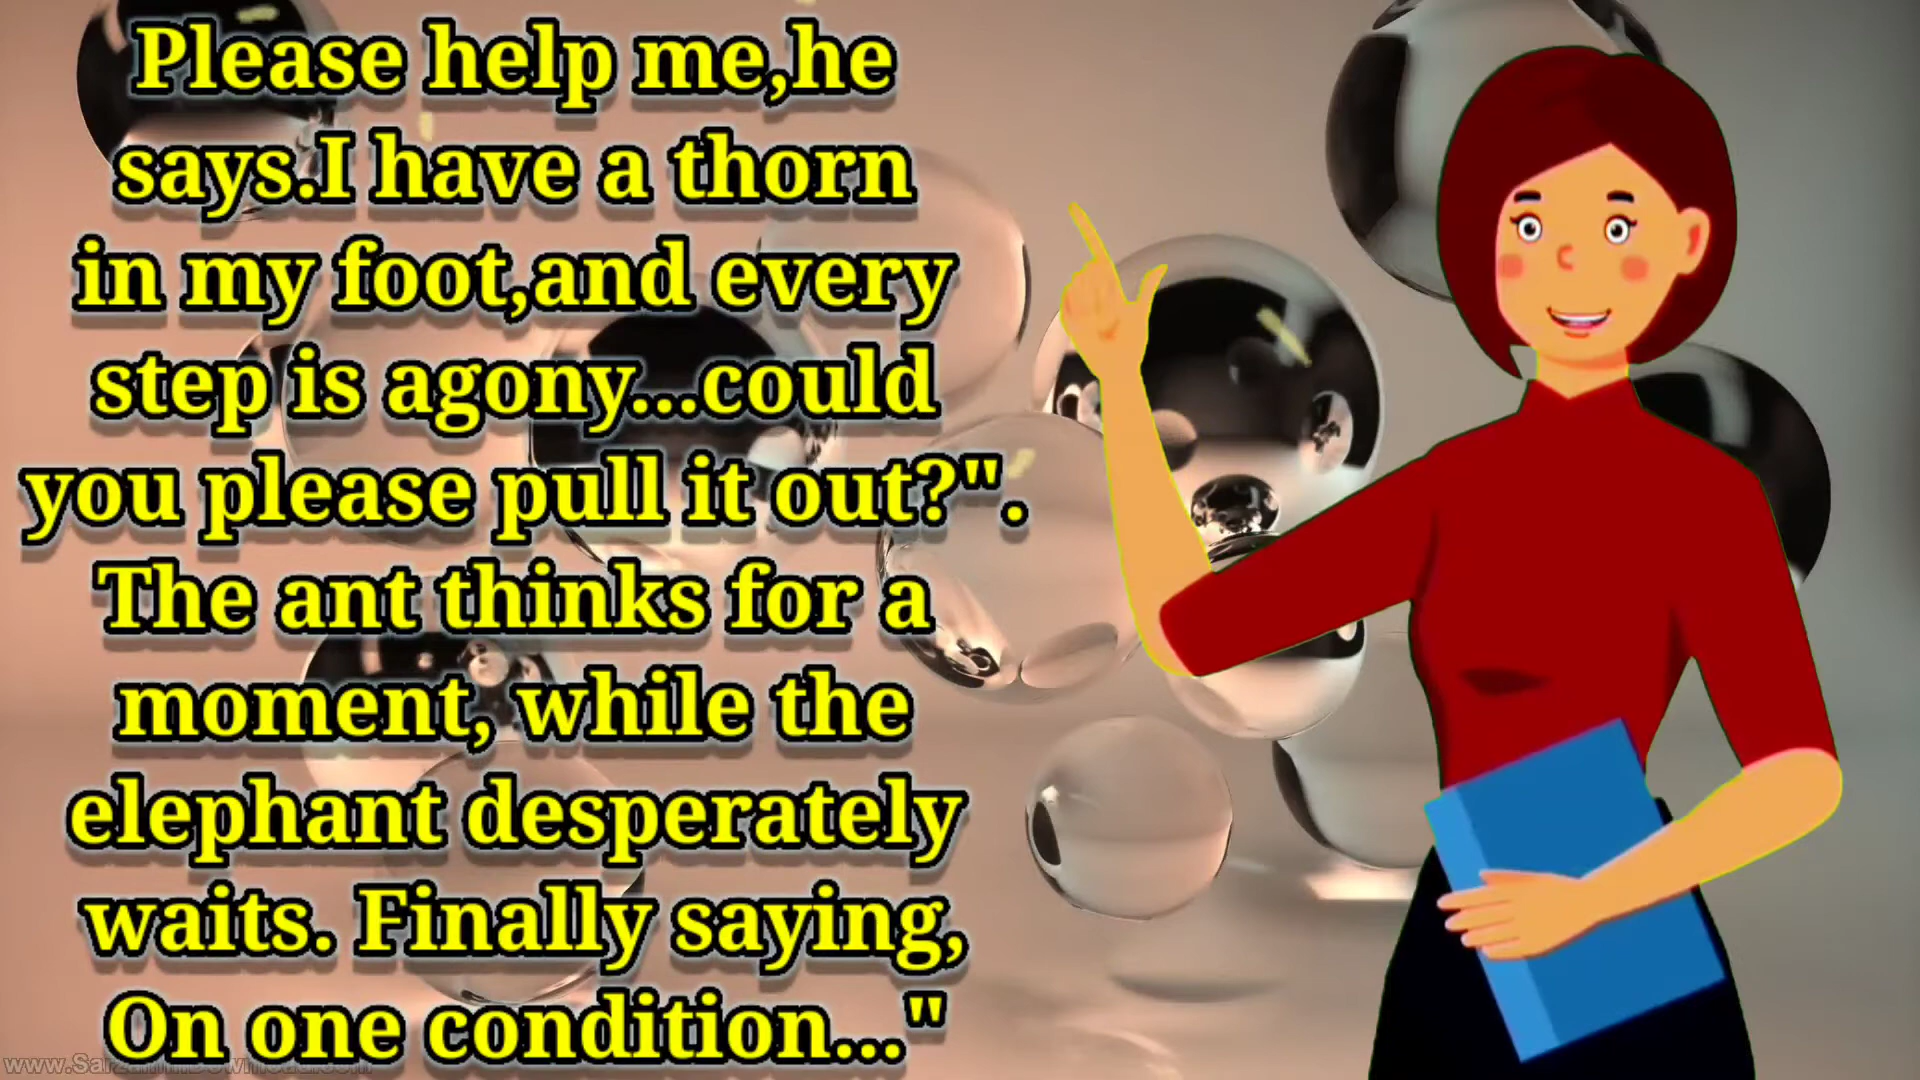 Please help me,he
says.I have a thorn
in my foot,and every
step is agony...could
you please pull it out?".
The ant thinks for a
moment, while the
elephant desperately
waits. Finally saying,
On one condition..."